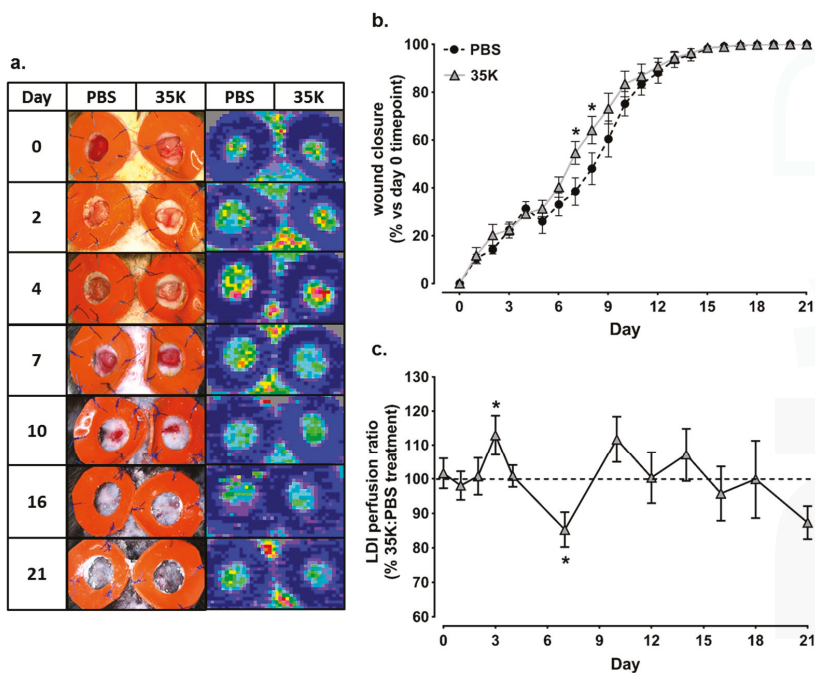 a.
Day PBS 35K PBS 35K
0
2
4
7
10
16
21
b.
100
80
60
40
20
0
wound closure
(% vs day 0 timepoint)
PBS
35K
* *
0 3 6 9 12 15 18 21
Day
c.
130
120
110
100
90
80
70
60
LDI perfusion ratio
(% 35K:PBS treatment)
*
*
0 3 6 9 12 15 18 21
Day